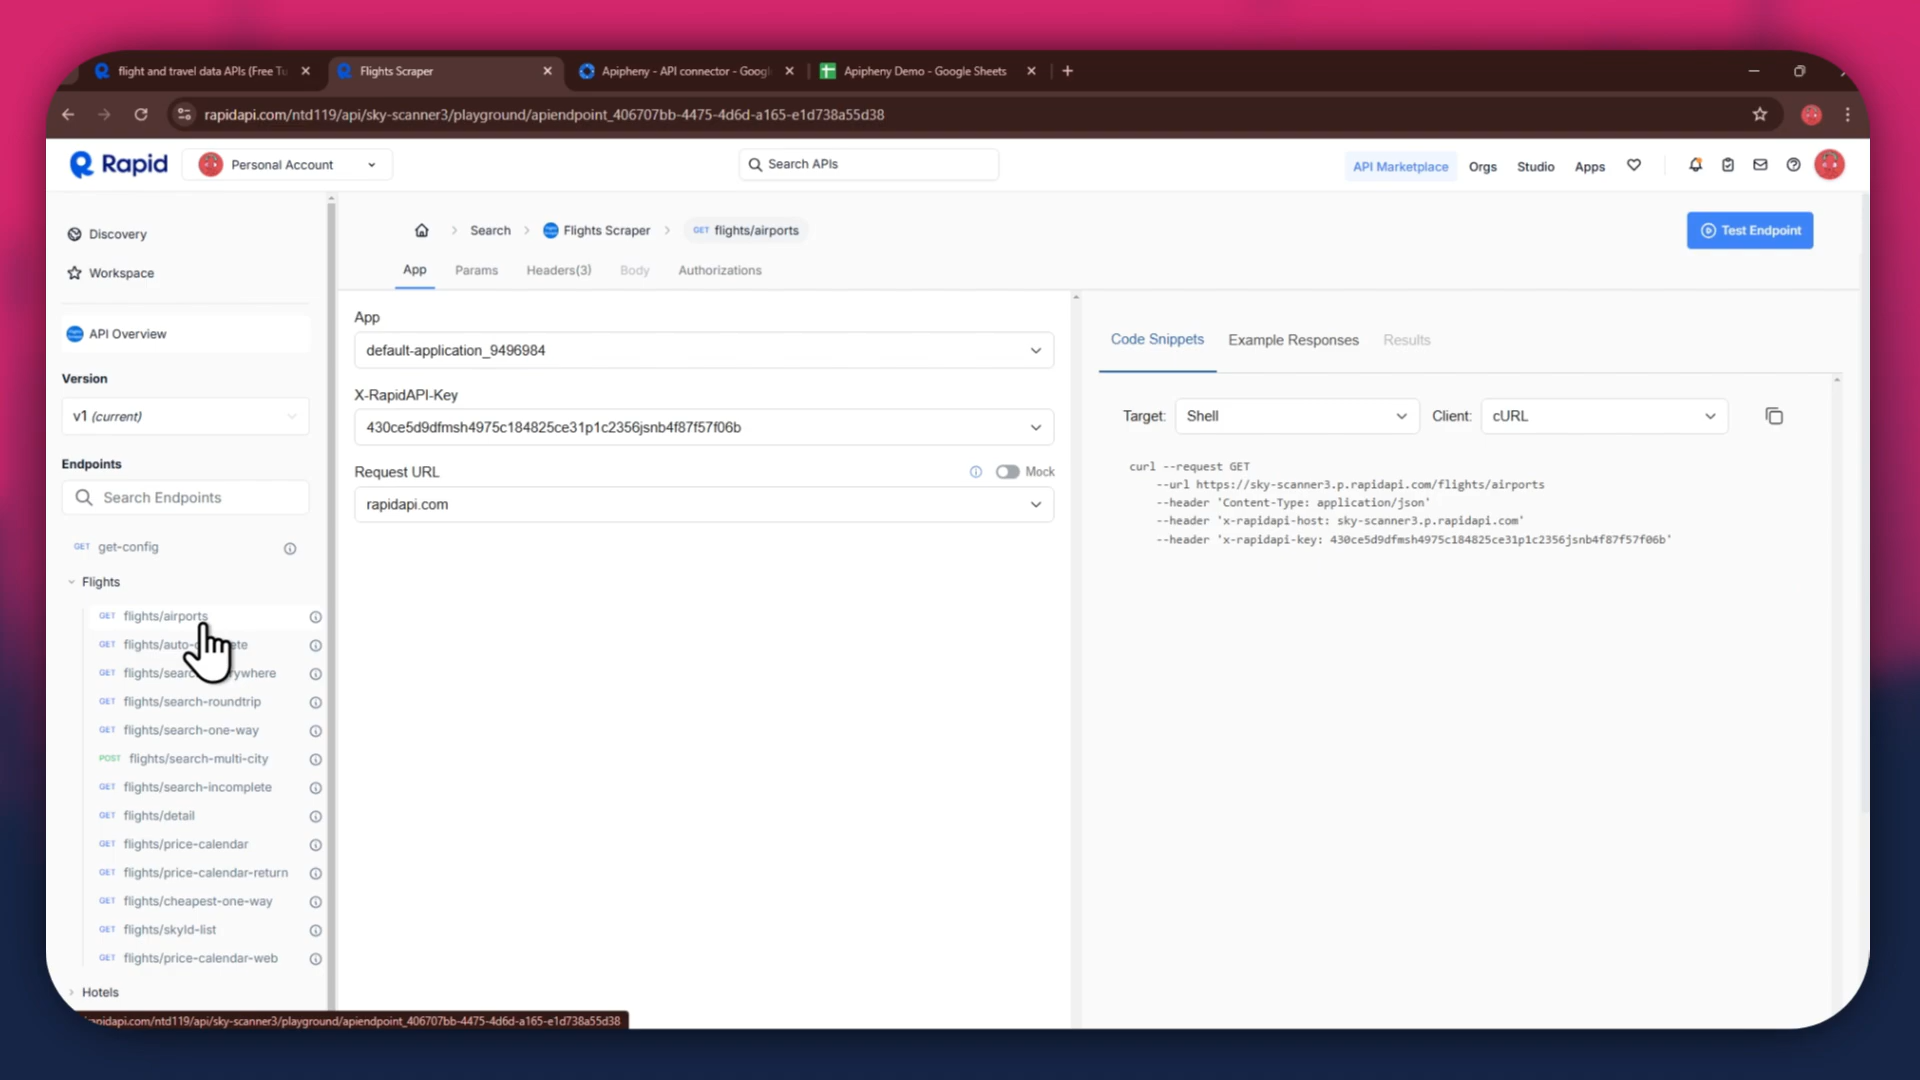 flight and travel data APIs (Free Tu
Flights Scraper
Apipheny - API connector - Googl
Apipheny Demo - Google Sheets
rapidapi.com/ntd119/api/sky-scanner3/playground/apiendpoint_406707bb-4475-4d6d-a165-e1d738a55d38
Rapid
Personal Account
Search APIs
API Marketplace
Orgs
Studio
Apps
Discovery
Workspace
API Overview
Version
v1 (current)
Endpoints
Search Endpoints
GET get-config
Flights
GET flights/airports
GET flights/auto-c ete
GET flights/searc ywhere
GET flights/search-roundtrip
GET flights/search-one-way
POST flights/search-multi-city
GET flights/search-incomplete
GET flights/detail
GET flights/price-calendar
GET flights/price-calendar-return
GET flights/cheapest-one-way
GET flights/skyId-list
GET flights/price-calendar-web
Hotels
rapidapi.com/ntd119/api/sky-scanner3/playground/apiendpoint_406707bb-4475-4d6d-a165-e1d738a55d38
Search
Flights Scraper
GET flights/airports
Test Endpoint
App
Params
Headers(3)
Body
Authorizations
App
default-application_9496984
X-RapidAPI-Key
430ce5d9dfmsh4975c184825ce31p1c2356jsnb4f87f57f06b
Request URL
Mock
rapidapi.com
Code Snippets
Example Responses
Results
Target: Shell
Client: cURL
curl --request GET
--url https://sky-scanner3.p.rapidapi.com/flights/airports
--header 'Content-Type: application/json'
--header 'x-rapidapi-host: sky-scanner3.p.rapidapi.com'
--header 'x-rapidapi-key: 430ce5d9dfmsh4975c184825ce31p1c2356jsnb4f87f57f06b'